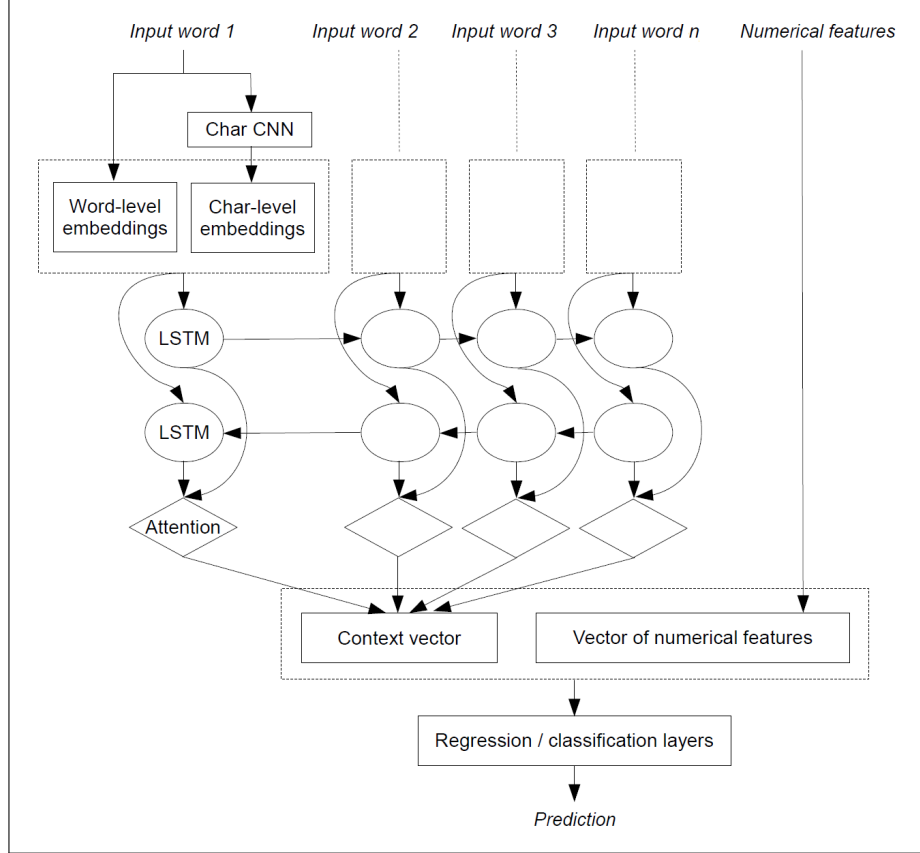 Input word 1
Input word 2
Input word 3
Input word n
Numerical features
Char CNN
Word-level
embeddings
Char-level
embeddings
LSTM
LSTM
Attention
Context vector
Vector of numerical features
Regression / classification layers
Prediction